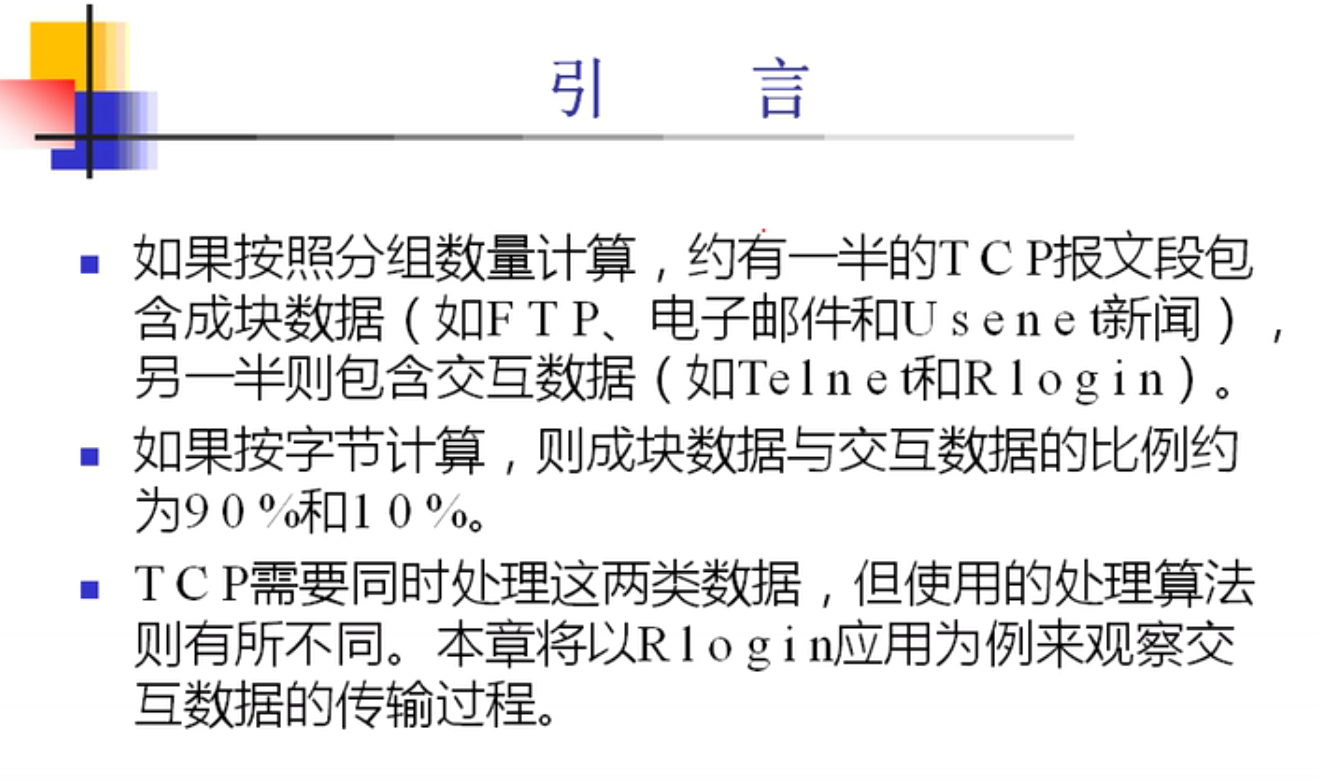 引 言
如果按照分组数量计算，约有一半的TCP报文段包
含成块数据（如FTP、电子邮件和Usenet新闻），
另一半则包含交互数据（如Telnet和Rlogin）。
如果按字节计算，则成块数据与交互数据的比例约
为90%和10%。
TCP需要同时处理这两类数据，但使用的处理算法
则有所不同。本章将以Rlogin应用为例来观察交
互数据的传输过程。